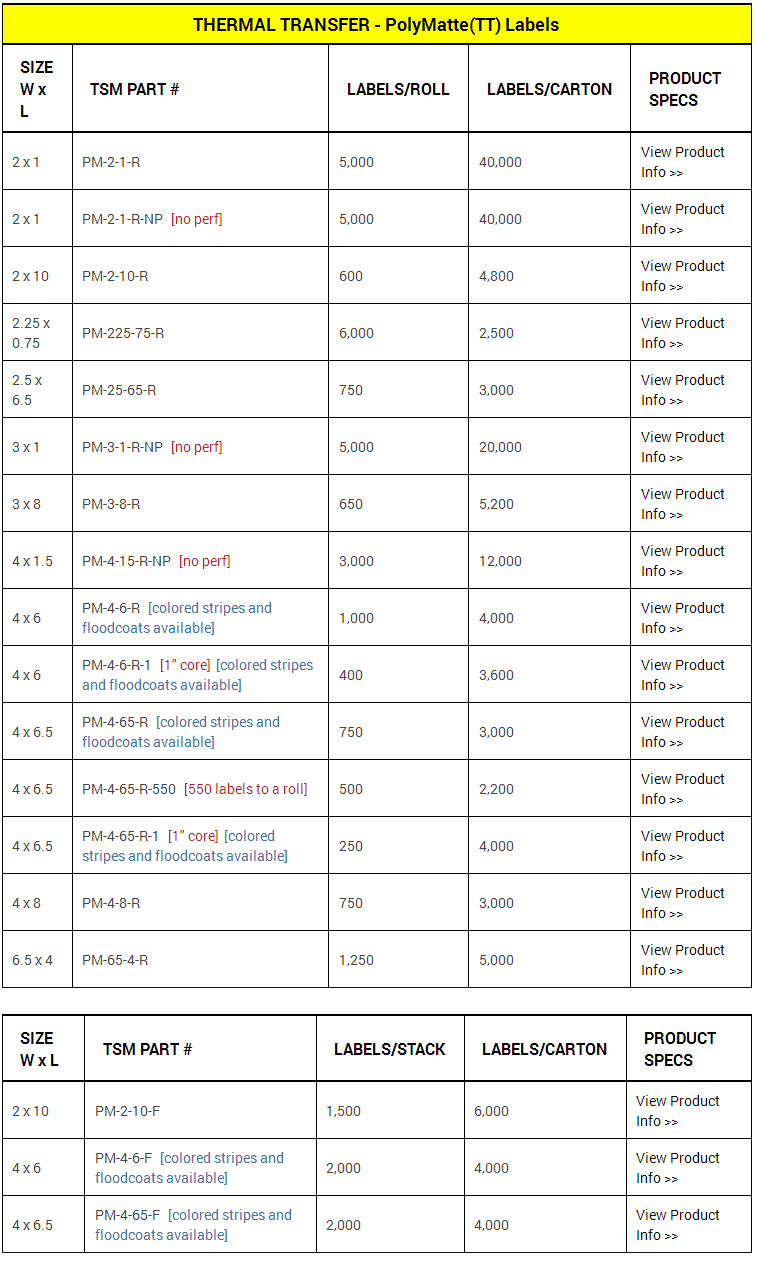 THERMAL TRANSFER - PolyMatte(TT) Labels
SIZE W x L TSM PART # LABELS/ROLL LABELS/CARTON PRODUCT SPECS
2 x 1 PM-2-1-R 5,000 40,000 View Product Info >>
2 x 1 PM-2-1-R-NP [no perf] 5,000 40,000 View Product Info >>
2 x 10 PM-2-10-R 600 4,800 View Product Info >>
2.25 x 0.75 PM-225-75-R 6,000 2,500 View Product Info >>
2.5 x 6.5 PM-25-65-R 750 3,000 View Product Info >>
3 x 1 PM-3-1-R-NP [no perf] 5,000 20,000 View Product Info >>
3 x 8 PM-3-8-R 650 5,200 View Product Info >>
4 x 1.5 PM-4-15-R-NP [no perf] 3,000 12,000 View Product Info >>
4 x 6 PM-4-6-R [colored stripes and floodcoats available] 1,000 4,000 View Product Info >>
4 x 6 PM-4-6-R-1 [1” core] [colored stripes and floodcoats available] 400 3,600 View Product Info >>
4 x 6.5 PM-4-65-R [colored stripes and floodcoats available] 750 3,000 View Product Info >>
4 x 6.5 PM-4-65-R-550 [550 labels to a roll] 500 2,200 View Product Info >>
4 x 6.5 PM-4-65-R-1 [1” core] [colored stripes and floodcoats available] 250 4,000 View Product Info >>
4 x 8 PM-4-8-R 750 3,000 View Product Info >>
6.5 x 4 PM-65-4-R 1,250 5,000 View Product Info >>
SIZE W x L TSM PART # LABELS/STACK LABELS/CARTON PRODUCT SPECS
2 x 10 PM-2-10-F 1,500 6,000 View Product Info >>
4 x 6 PM-4-6-F [colored stripes and floodcoats available] 2,000 4,000 View Product Info >>
4 x 6.5 PM-4-65-F [colored stripes and floodcoats available] 2,000 4,000 View Product Info >>